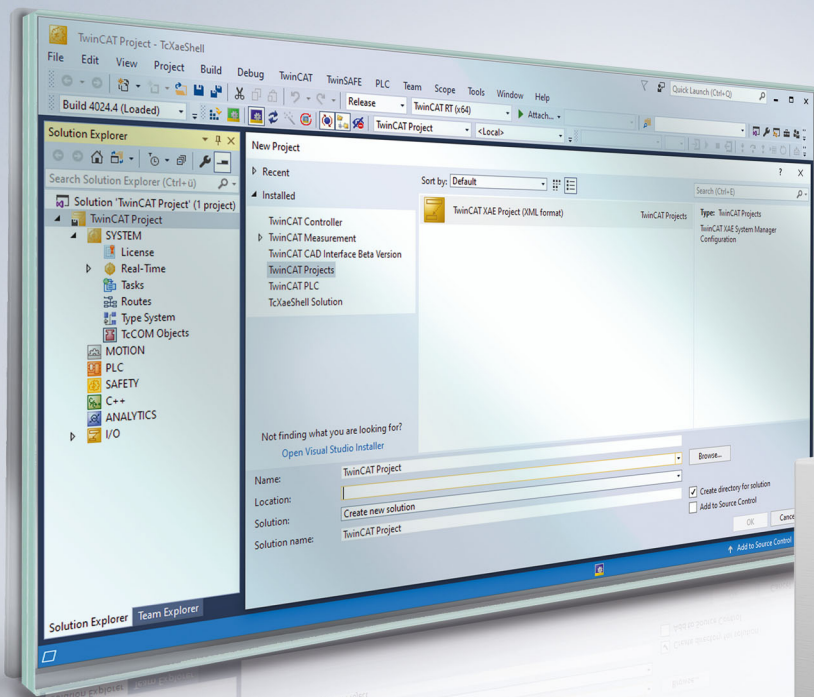 TwinCAT Project - TcXaeShell
File Edit View Project Build Debug TwinCAT TwinSAFE PLC Team Scope Tools Window Help
Quick Launch (Ctrl+Q)
Release TwinCAT RT (x64) Attach...
Build 4024.4 (Loaded) TwinCAT Project <Local>
Solution Explorer
Search Solution Explorer (Ctrl+ü)
Solution 'TwinCAT Project' (1 project)
TwinCAT Project
SYSTEM
License
Real-Time
Tasks
Routes
Type System
TcCOM Objects
MOTION
PLC
SAFETY
C++
ANALYTICS
I/O
Solution Explorer Team Explorer
New Project
? X
Recent
Installed
TwinCAT Controller
TwinCAT Measurement
TwinCAT CAD Interface Beta Version
TwinCAT Projects
TwinCAT PLC
TcXaeShell Solution
Not finding what you are looking for?
Open Visual Studio Installer
Sort by: Default
TwinCAT XAE Project (XML format) TwinCAT Projects
Search (Ctrl+E)
Type: TwinCAT Projects
TwinCAT XAE System Manager
Configuration
Name: TwinCAT Project
Location:
Browse...
Solution: Create new solution
Solution name: TwinCAT Project
Create directory for solution
Add to Source Control
OK Cance
Add to Source Control